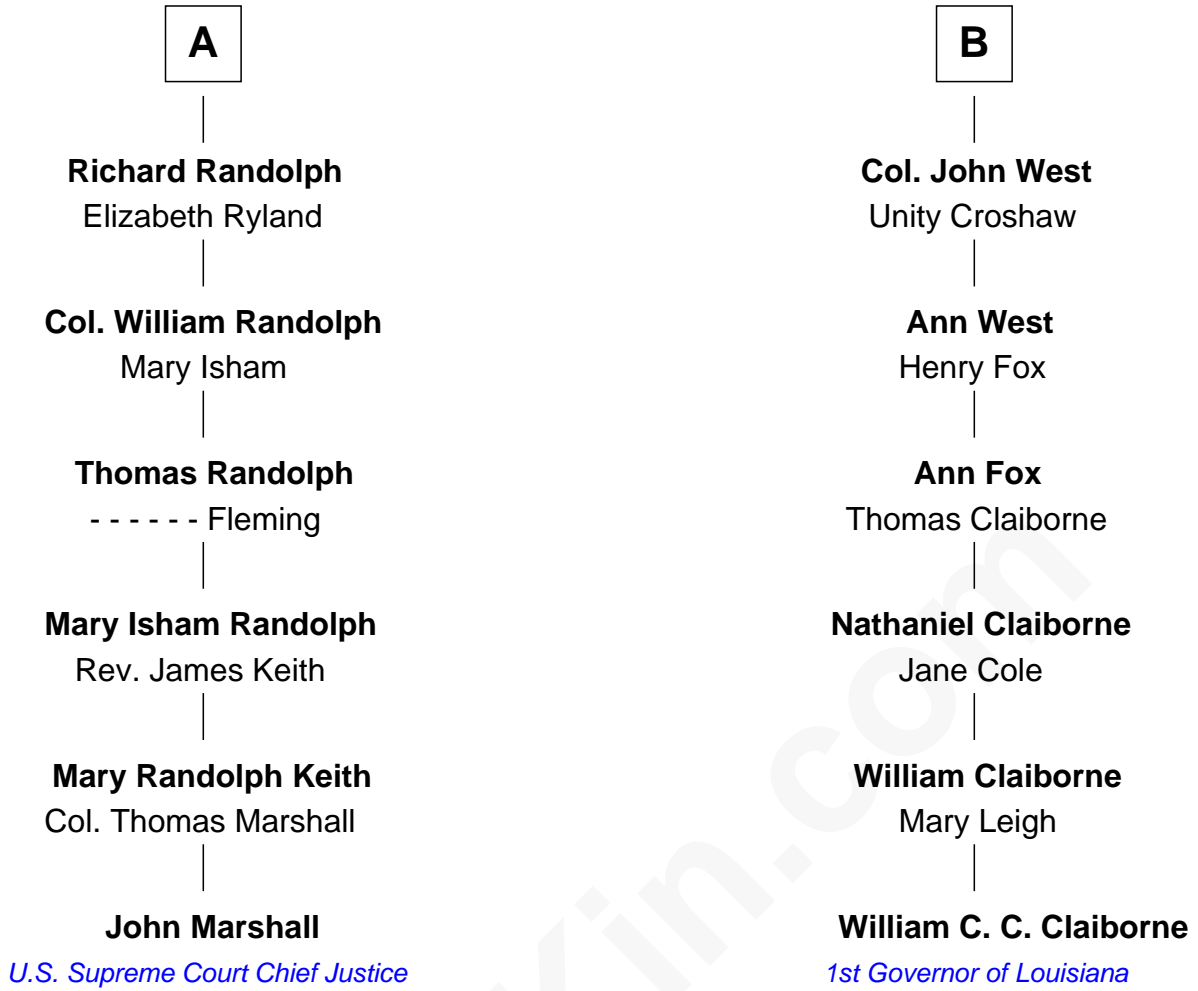 A
Richard Randolph
Elizabeth Ryland
Col. William Randolph
Mary Isham
Thomas Randolph
- - - - - - Fleming
Mary Isham Randolph
Rev. James Keith
Mary Randolph Keith
Col. Thomas Marshall
John Marshall
U.S. Supreme Court Chief Justice
B
Col. John West
Unity Croshaw
Ann West
Henry Fox
Ann Fox
Thomas Claiborne
Nathaniel Claiborne
Jane Cole
William Claiborne
Mary Leigh
William C. C. Claiborne
1st Governor of Louisiana
Kin.com